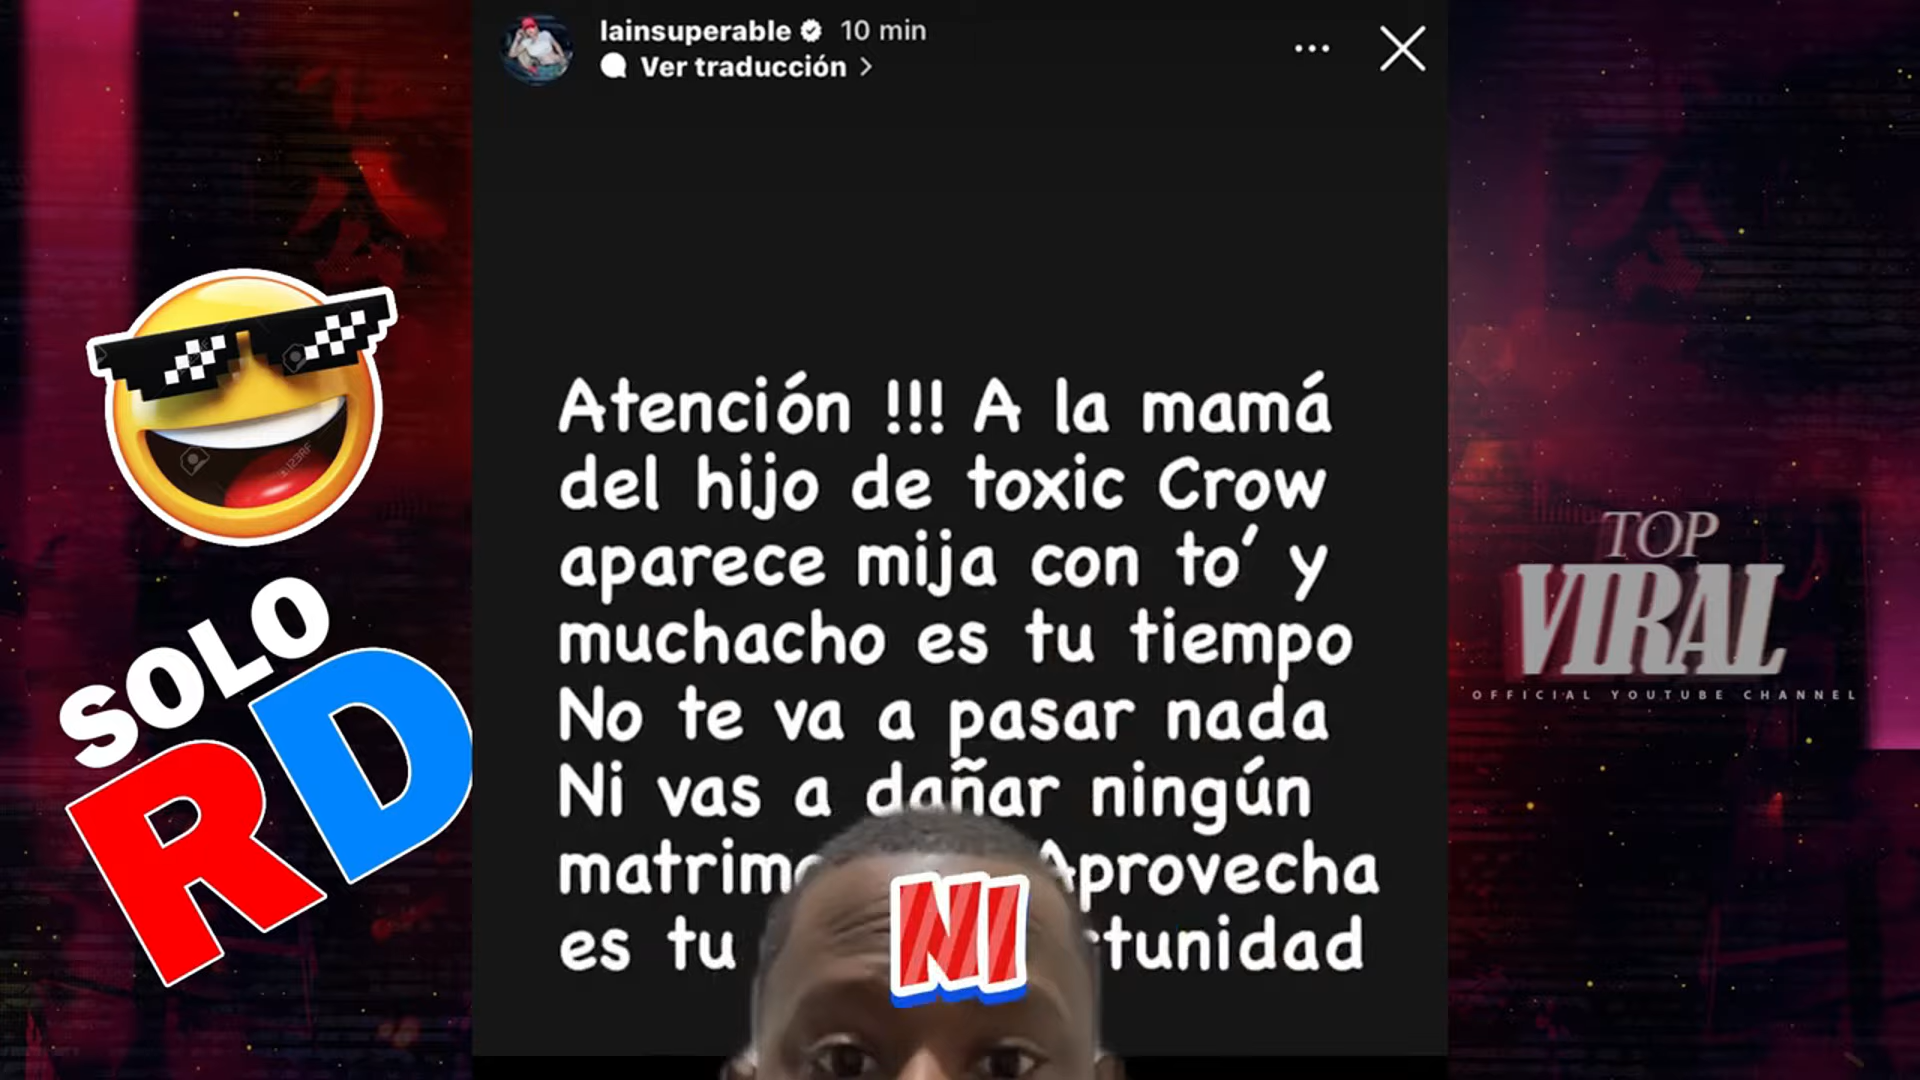 lainsuperable 10 min
Ver traducción
Atención !!! A la mamá
del hijo de toxic Crow
aparece mija con to' y
muchacho es tu tiempo
No te va a pasar nada
Ni vas a dañar ningún
Aprovecha
es tu
NI
SOLO
RD
TOP
VIRAL
OFFICIAL YOUTUBE CHANNEL
123RF